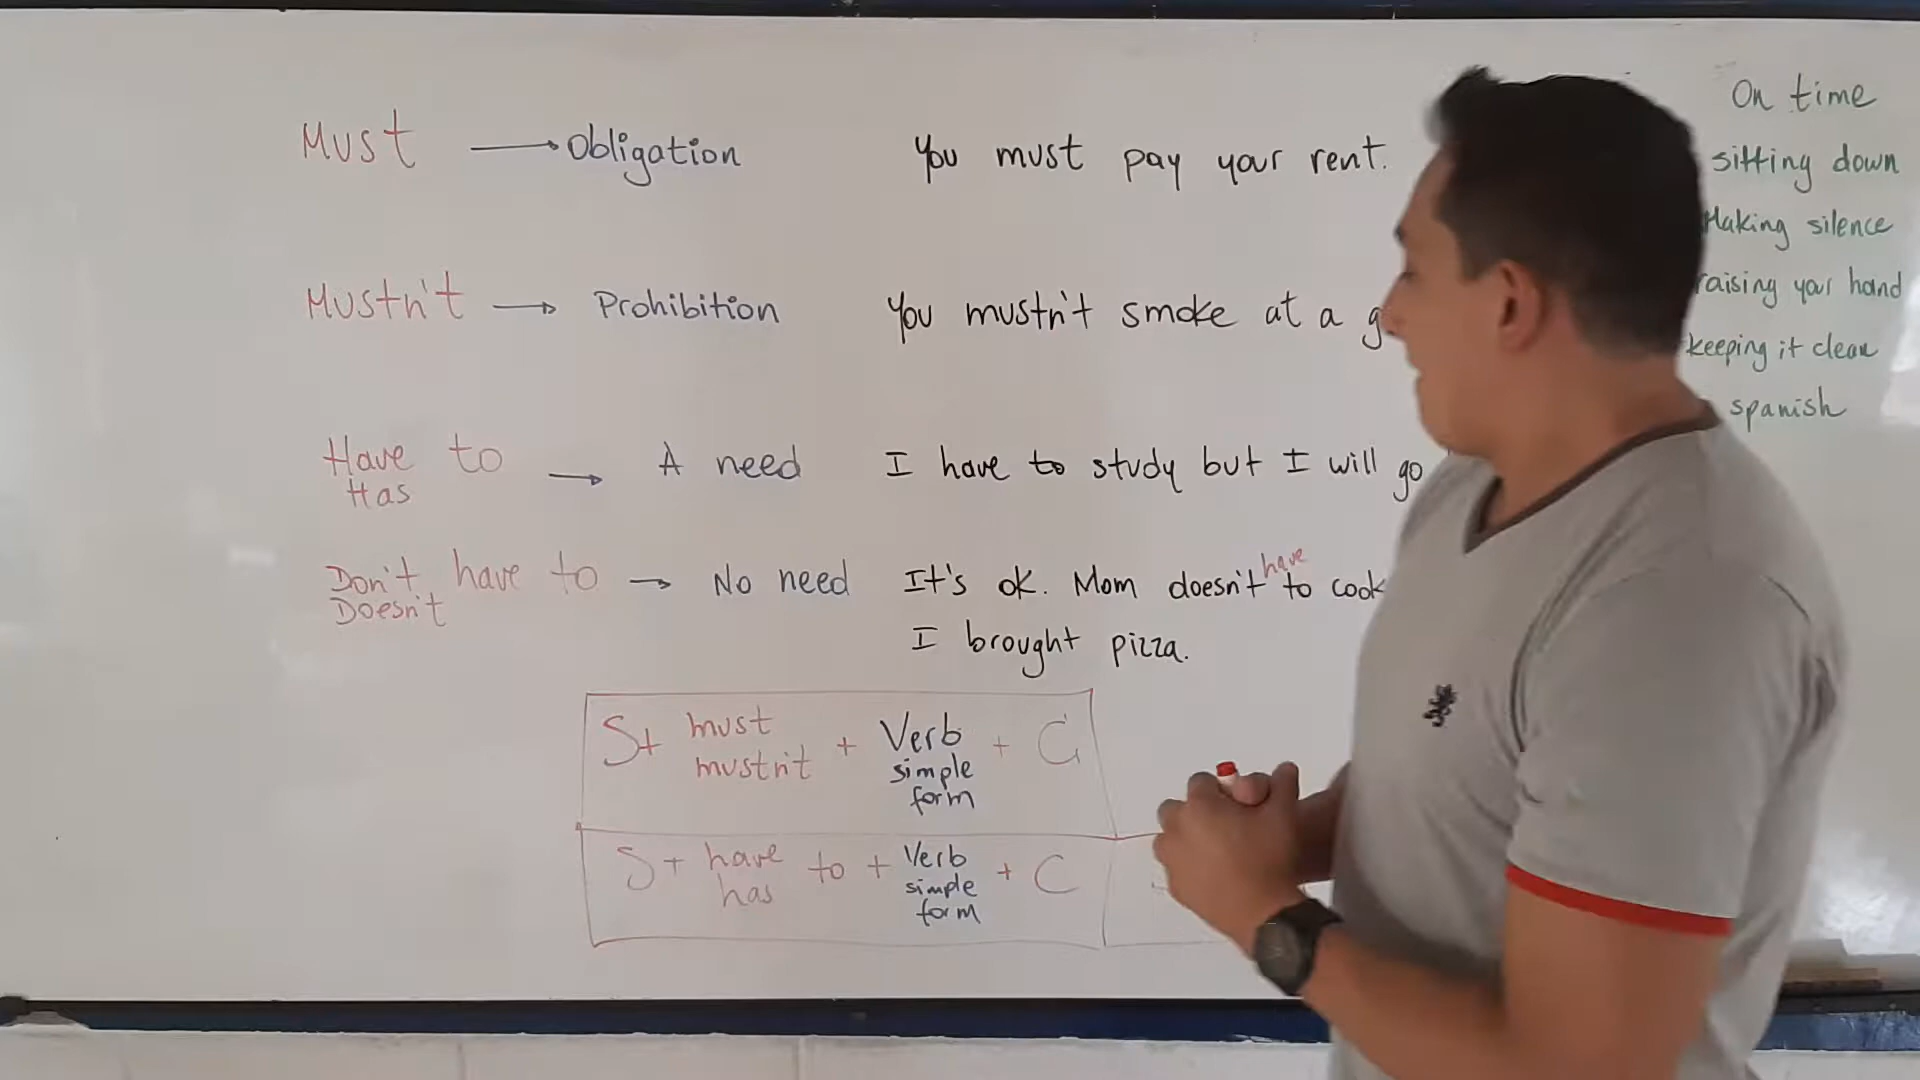 Must → Obligation You must pay your rent.
Mustn't → Prohibition You mustn't smoke at a g
Have to → A need I have to study but I will go
Has
Don't have to → No need It's ok. Mom doesn't have to cook
Doesn't
I brought pizza.
S+ must + Verb + C
mustn't simple
form
S + have to + Verb + C
has simple
form
On time
sitting down
Making silence
raising your hand
keeping it clean
spanish